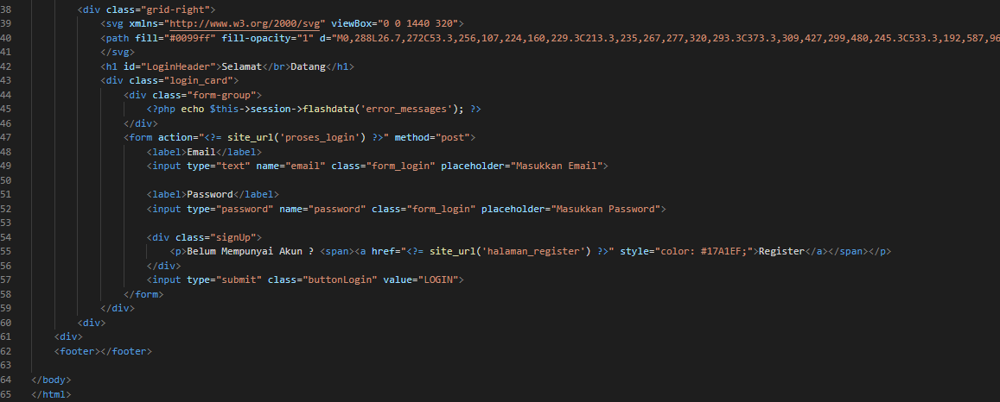 38 <div class="grid-right">
39 <svg xmlns="http://www.w3.org/2000/svg" viewBox="0 0 1440 320">
40 <path fill="#0099ff" fill-opacity="1" d="M0,288L26.7,272C53.3,256,107,224,160,229.3C213.3,235,267,277,320,293.3C373.3,309,427,299,480,245.3C533.3,192,587,96
41 </svg>
42 <h1 id="LoginHeader">Selamat</br>Datang</h1>
43 <div class="login_card">
44 <div class="form-group">
45 <?php echo $this->session->flashdata('error_messages'); ?>
46 </div>
47 <form action="<?= site_url('proses_login') ?>" method="post">
48 <label>Email</label>
49 <input type="text" name="email" class="form_login" placeholder="Masukkan Email">
50
51 <label>Password</label>
52 <input type="password" name="password" class="form_login" placeholder="Masukkan Password">
53
54 <div class="signUp">
55 <p>Belum Mempunyai Akun ? <span><a href="<?= site_url('halaman_register') ?>" style="color: #17A1EF;">Register</a></span></p>
56 </div>
57 <input type="submit" class="buttonLogin" value="LOGIN">
58 </form>
59 </div>
60 <div>
61 <div>
62 <footer></footer>
63
64 </body>
65 </html>